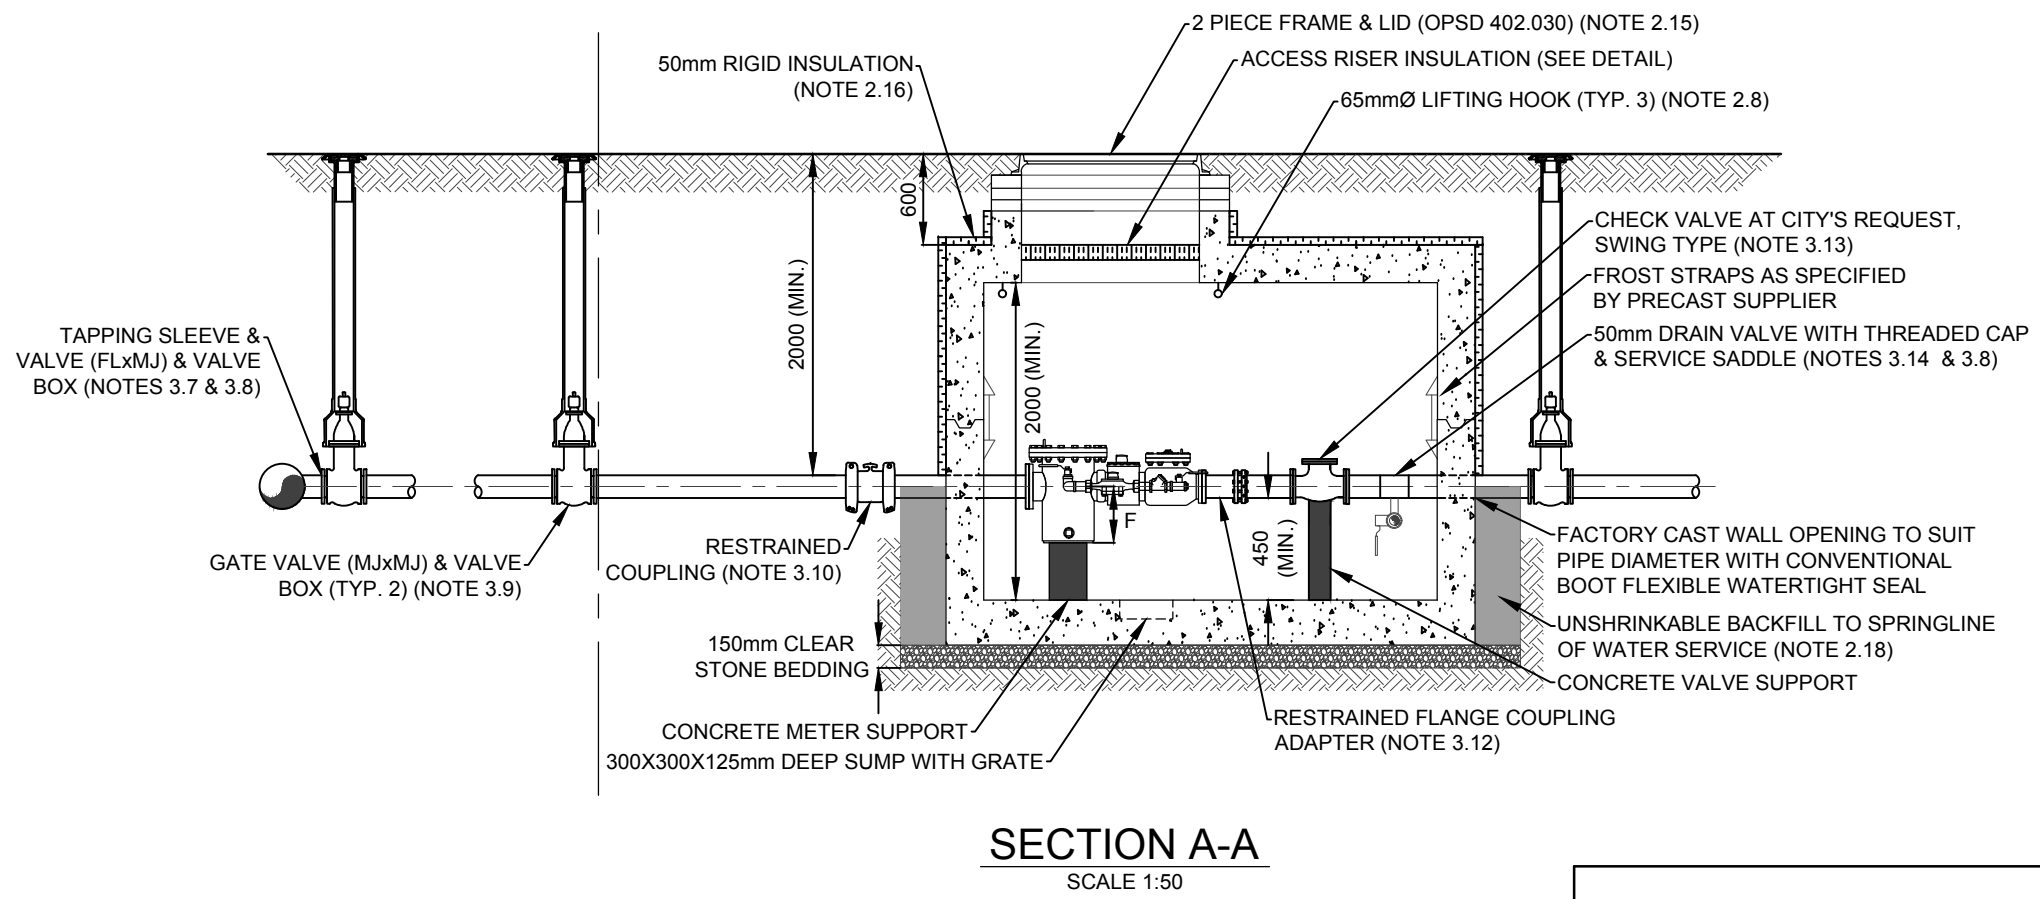 2 PIECE FRAME & LID (OPSD 402.030) (NOTE 2.15)
50mm RIGID INSULATION
(NOTE 2.16)
ACCESS RISER INSULATION (SEE DETAIL)
65mmØ LIFTING HOOK (TYP. 3) (NOTE 2.8)
600
2000 (MIN.)
2000 (MIN.)
CHECK VALVE AT CITY'S REQUEST,
SWING TYPE (NOTE 3.13)
FROST STRAPS AS SPECIFIED
BY PRECAST SUPPLIER
50mm DRAIN VALVE WITH THREADED CAP
& SERVICE SADDLE (NOTES 3.14 & 3.8)
TAPPING SLEEVE &
VALVE (FLxMJ) & VALVE
BOX (NOTES 3.7 & 3.8)
GATE VALVE (MJxMJ) & VALVE
BOX (TYP. 2) (NOTE 3.9)
RESTRAINED
COUPLING (NOTE 3.10)
F
450
(MIN.)
FACTORY CAST WALL OPENING TO SUIT
PIPE DIAMETER WITH CONVENTIONAL
BOOT FLEXIBLE WATERTIGHT SEAL
UNSHRINKABLE BACKFILL TO SPRINGLINE
OF WATER SERVICE (NOTE 2.18)
CONCRETE VALVE SUPPORT
150mm CLEAR
STONE BEDDING
CONCRETE METER SUPPORT
300X300X125mm DEEP SUMP WITH GRATE
RESTRAINED FLANGE COUPLING
ADAPTER (NOTE 3.12)
SECTION A-A
SCALE 1:50